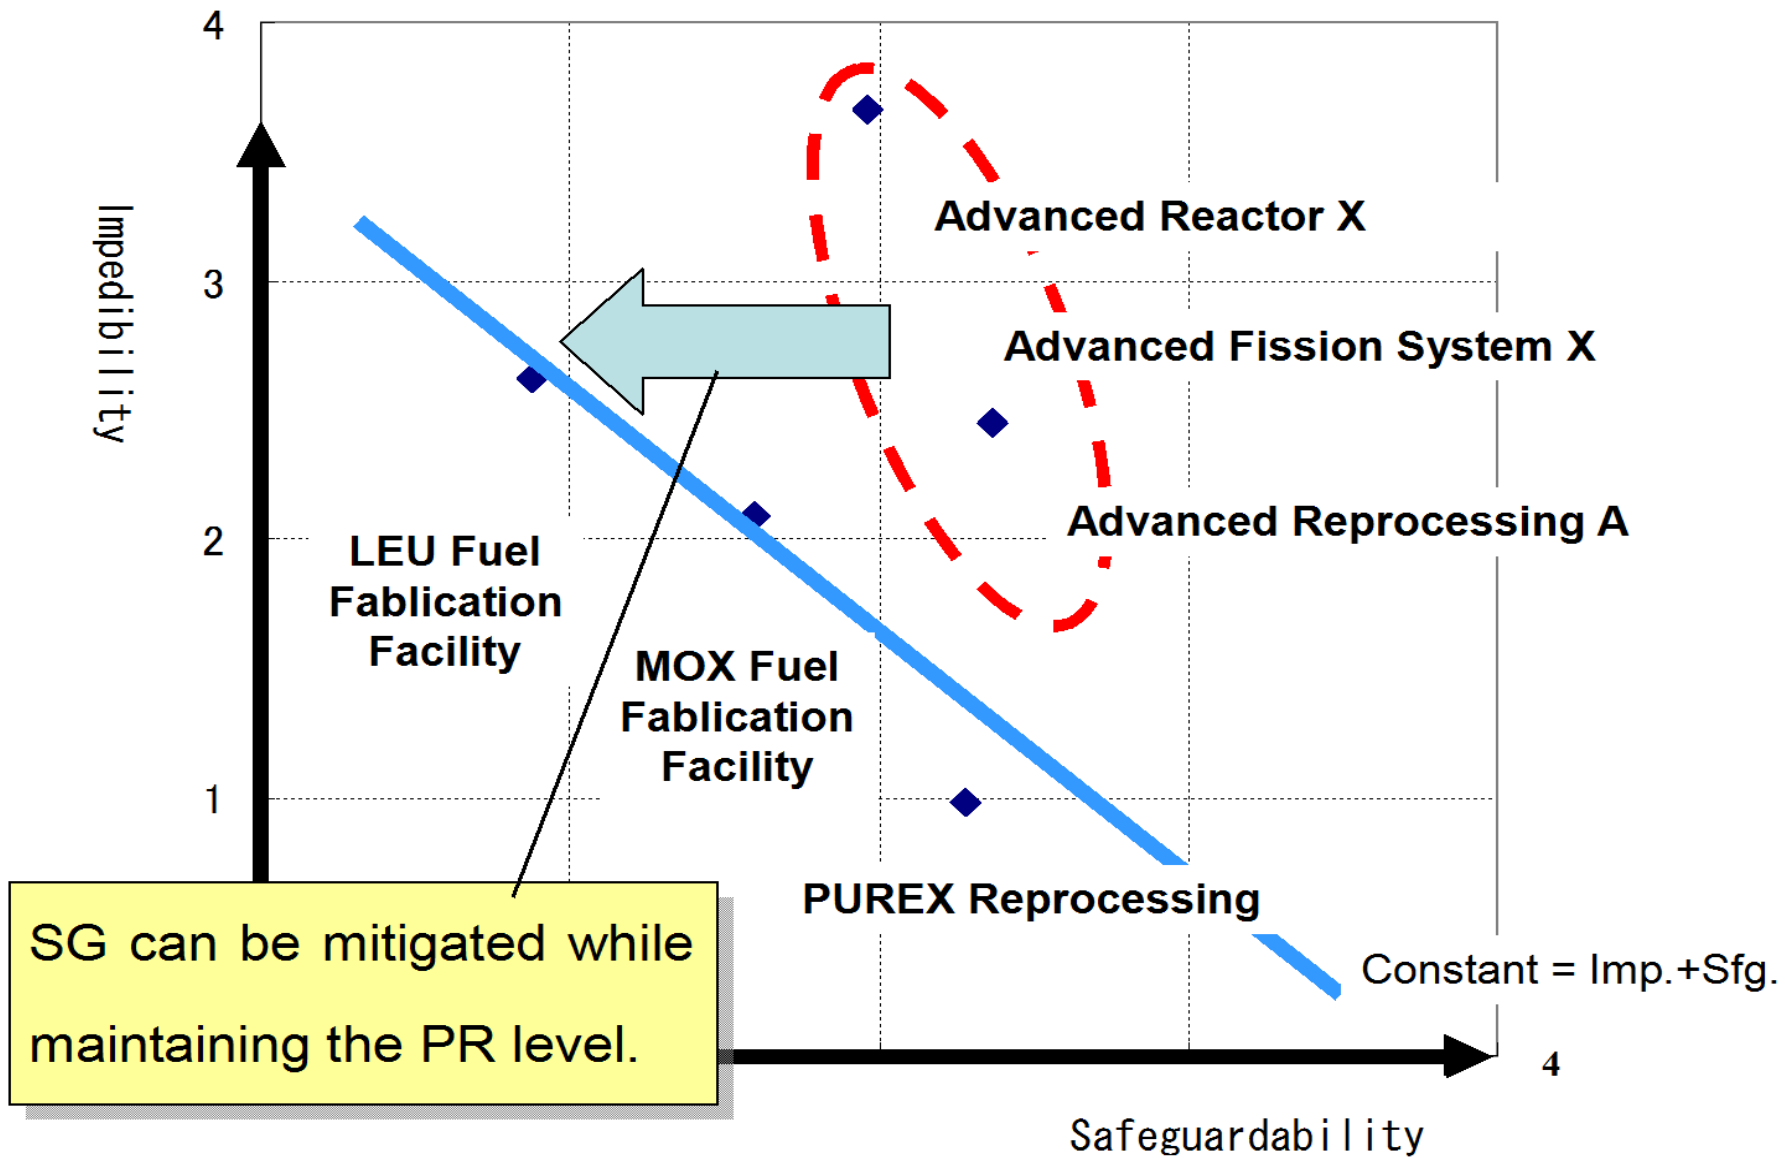 4
Impedibility
Advanced Reactor X
3
Advanced Fission System X
2
LEU Fuel
Fablication
Facility
Advanced Reprocessing A
MOX Fuel
Fablication
Facility
1
PUREX Reprocessing
SG can be mitigated while
maintaining the PR level.
Constant = Imp.+Sfg.
4
Safeguardability